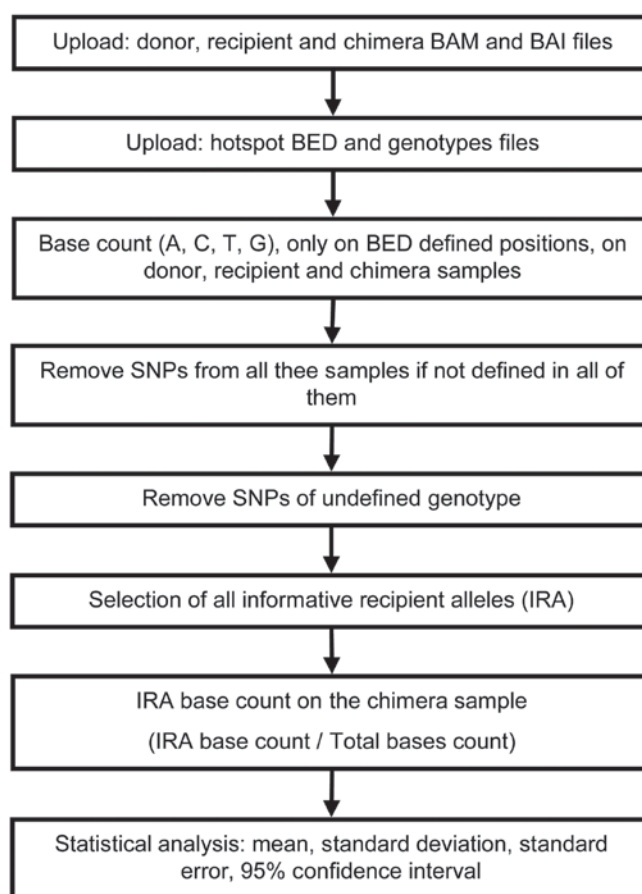 Upload: donor, recipient and chimera BAM and BAI files
Upload: hotspot BED and genotypes files
Base count (A, C, T, G), only on BED defined positions, on
donor, recipient and chimera samples
Remove SNPs from all thee samples if not defined in all of
them
Remove SNPs of undefined genotype
Selection of all informative recipient alleles (IRA)
IRA base count on the chimera sample
(IRA base count / Total bases count)
Statistical analysis: mean, standard deviation, standard
error, 95% confidence interval